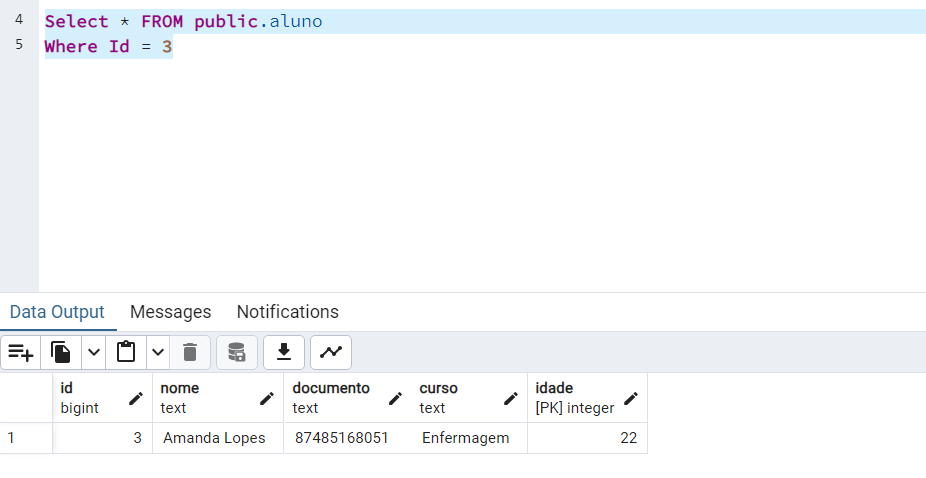 4 Select * FROM public.aluno
5 Where Id = 3
Data Output Messages Notifications
id nome documento curso idade
bigint text text text [PK] integer
1 3 Amanda Lopes 87485168051 Enfermagem 22